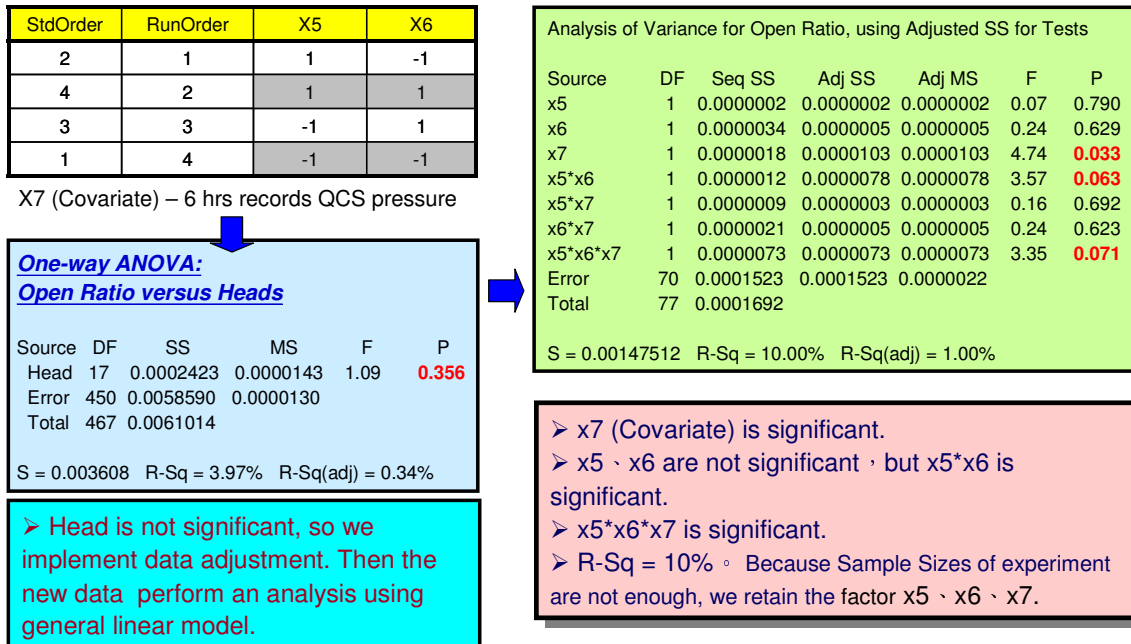 StdOrder RunOrder X5 X6
2 1 1 -1
4 2 1 1
3 3 -1 1
1 4 -1 -1
X7 (Covariate) – 6 hrs records QCS pressure
One-way ANOVA:
Open Ratio versus Heads
Source DF SS MS F P
Head 17 0.0002423 0.0000143 1.09 0.356
Error 450 0.0058590 0.0000130
Total 467 0.0061014
S = 0.003608 R-Sq = 3.97% R-Sq(adj) = 0.34%
➢ Head is not significant, so we
implement data adjustment. Then the
new data perform an analysis using
general linear model.
Analysis of Variance for Open Ratio, using Adjusted SS for Tests
Source DF Seq SS Adj SS Adj MS F P
x5 1 0.0000002 0.0000002 0.0000002 0.07 0.790
x6 1 0.0000034 0.0000005 0.0000005 0.24 0.629
x7 1 0.0000018 0.0000103 0.0000103 4.74 0.033
x5*x6 1 0.0000012 0.0000078 0.0000078 3.57 0.063
x5*x7 1 0.0000009 0.0000003 0.0000003 0.16 0.692
x6*x7 1 0.0000021 0.0000005 0.0000005 0.24 0.623
x5*x6*x7 1 0.0000073 0.0000073 0.0000073 3.35 0.071
Error 70 0.0001523 0.0001523 0.0000022
Total 77 0.0001692
S = 0.00147512 R-Sq = 10.00% R-Sq(adj) = 1.00%
➢ x7 (Covariate) is significant.
➢ x5、x6 are not significant，but x5*x6 is
significant.
➢ x5*x6*x7 is significant.
➢ R-Sq = 10%。 Because Sample Sizes of experiment
are not enough, we retain the factor x5、x6、x7.